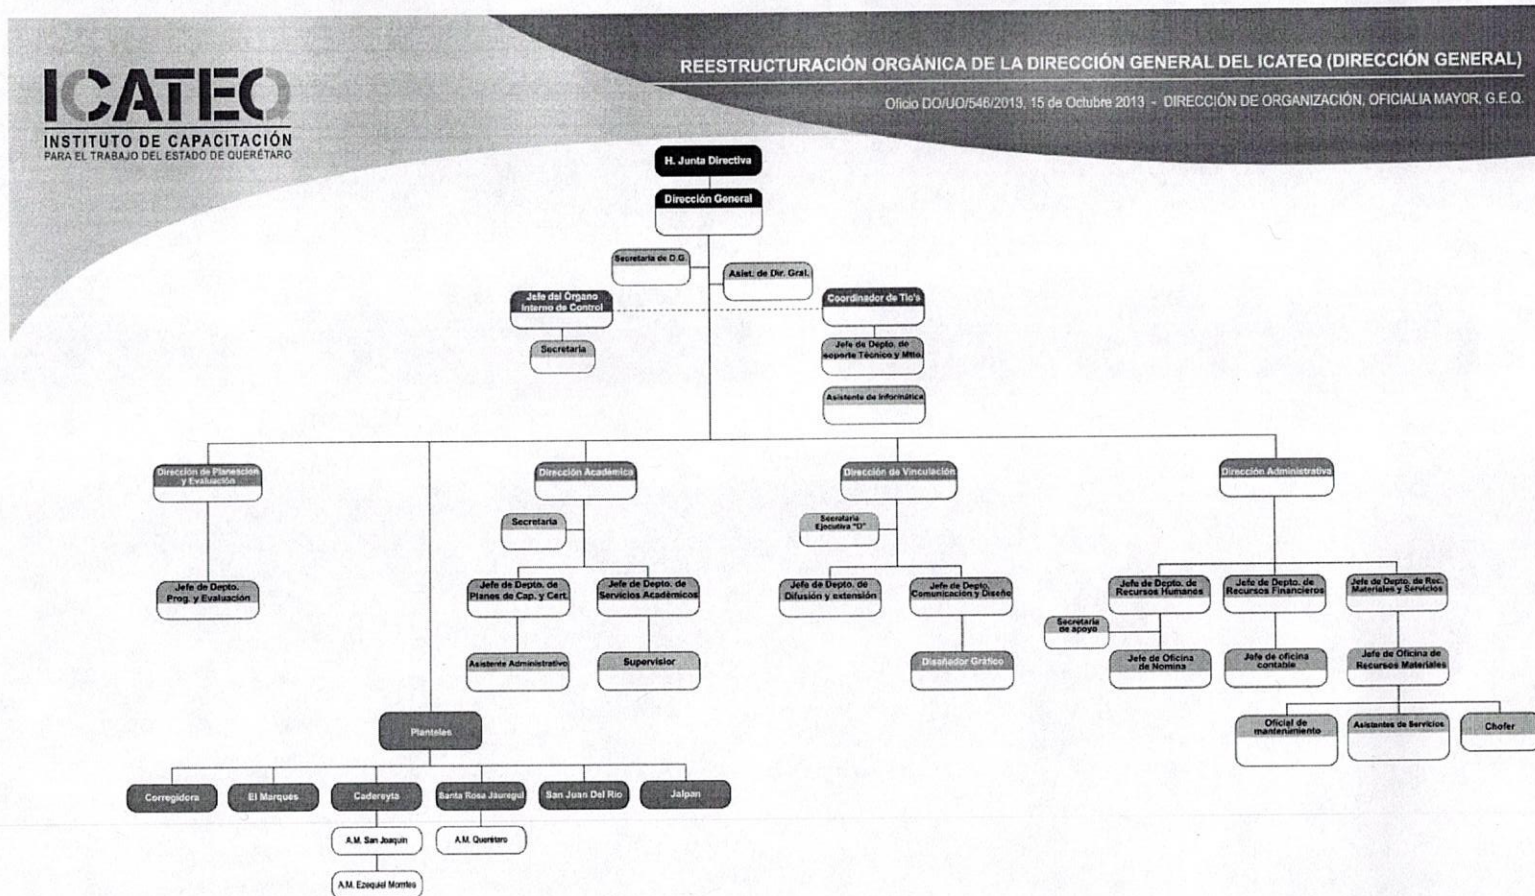 ICATEQ
INSTITUTO DE CAPACITACIÓN
PARA EL TRABAJO DEL ESTADO DE QUERÉTARO
REESTRUCTURACIÓN ORGÁNICA DE LA DIRECCIÓN GENERAL DEL ICATEQ (DIRECCIÓN GENERAL)
Oficio DO/UO/546/2013, 15 de Octubre 2013 - DIRECCIÓN DE ORGANIZACIÓN, OFICIALIA MAYOR, G.E.Q.
H. Junta Directiva
Dirección General
Secretaria de D.G.
Asist. de Dir. Gral.
Jefe del Órgano
Interno de Control
Coordinador de Tic's
Secretaria
Jefe de Depto. de
soporte Técnico y Mtto.
Asistente de Informática
Dirección de Planeación
y Evaluación
Dirección Académica
Dirección de Vinculación
Dirección Administrativa
Secretaria
Secretaria
Ejecutiva "D"
Jefe de Depto.
Prog. y Evaluación
Jefe de Depto. de
Planes de Cap. y Cert.
Jefe de Depto. de
Servicios Académicos
Jefe de Depto. de
Difusión y extensión
Jefe de Depto.
Comunicación y Diseño
Jefe de Depto. de
Recursos Humanos
Jefe de Depto. de
Recursos Financieros
Jefe de Depto. de Rec.
Materiales y Servicios
Secretaria
de apoyo
Asistente Administrativo
Supervisior
Diseñador Gráfico
Jefe de Oficina
de Nomina
Jefe de oficina
contable
Jefe de Oficina de
Recursos Materiales
Planteles
Oficial de
mantenimiento
Asistentes de Servicios
Chofer
Corregidora
El Marqués
Cadereyta
Santa Rosa Jáuregui
San Juan Del Rio
Jalpan
A.M. San Joaquin
A.M. Querétaro
A.M. Ezequiel Montes